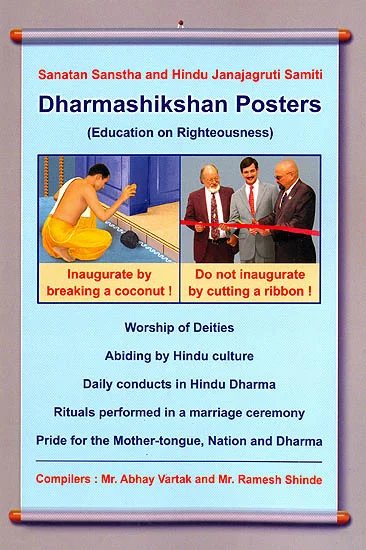 Sanatan Sanstha and Hindu Janajagruti Samiti
Dharmashikshan Posters
(Education on Righteousness)
Inaugurate by
breaking a coconut !
Do not inaugurate
by cutting a ribbon !
Worship of Deities
Abiding by Hindu culture
Daily conducts in Hindu Dharma
Rituals performed in a marriage ceremony
Pride for the Mother-tongue, Nation and Dharma
Compilers : Mr. Abhay Vartak and Mr. Ramesh Shinde